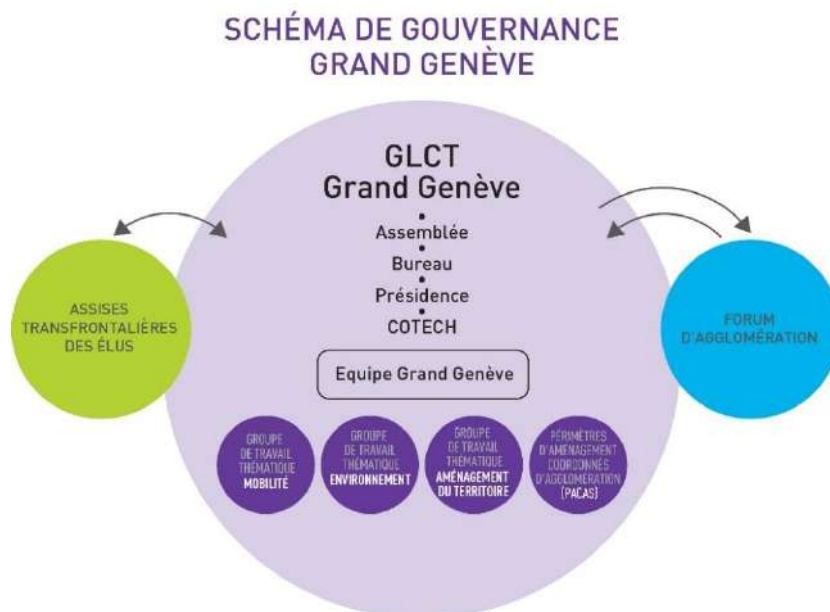 SCHÉMA DE GOUVERNANCE
GRAND GENÈVE
GLCT
Grand Genève
Assemblée
Bureau
Présidence
COTECH
Equipe Grand Genève
ASSISES
TRANSFRONTALIÈRES
DES ÉLUS
FORUM
D'AGGLOMÉRATION
GROUPE
DE TRAVAIL
THÉMATIQUE
MOBILITÉ
GROUPE
DE TRAVAIL
THÉMATIQUE
ENVIRONNEMENT
GROUPE
DE TRAVAIL
THÉMATIQUE
AMÉNAGEMENT
DU TERRITOIRE
PÉRIMÈTRES
D'AMÉNAGEMENT
COORDONNÉS
D'AGGLOMÉRATION
(PACAS)